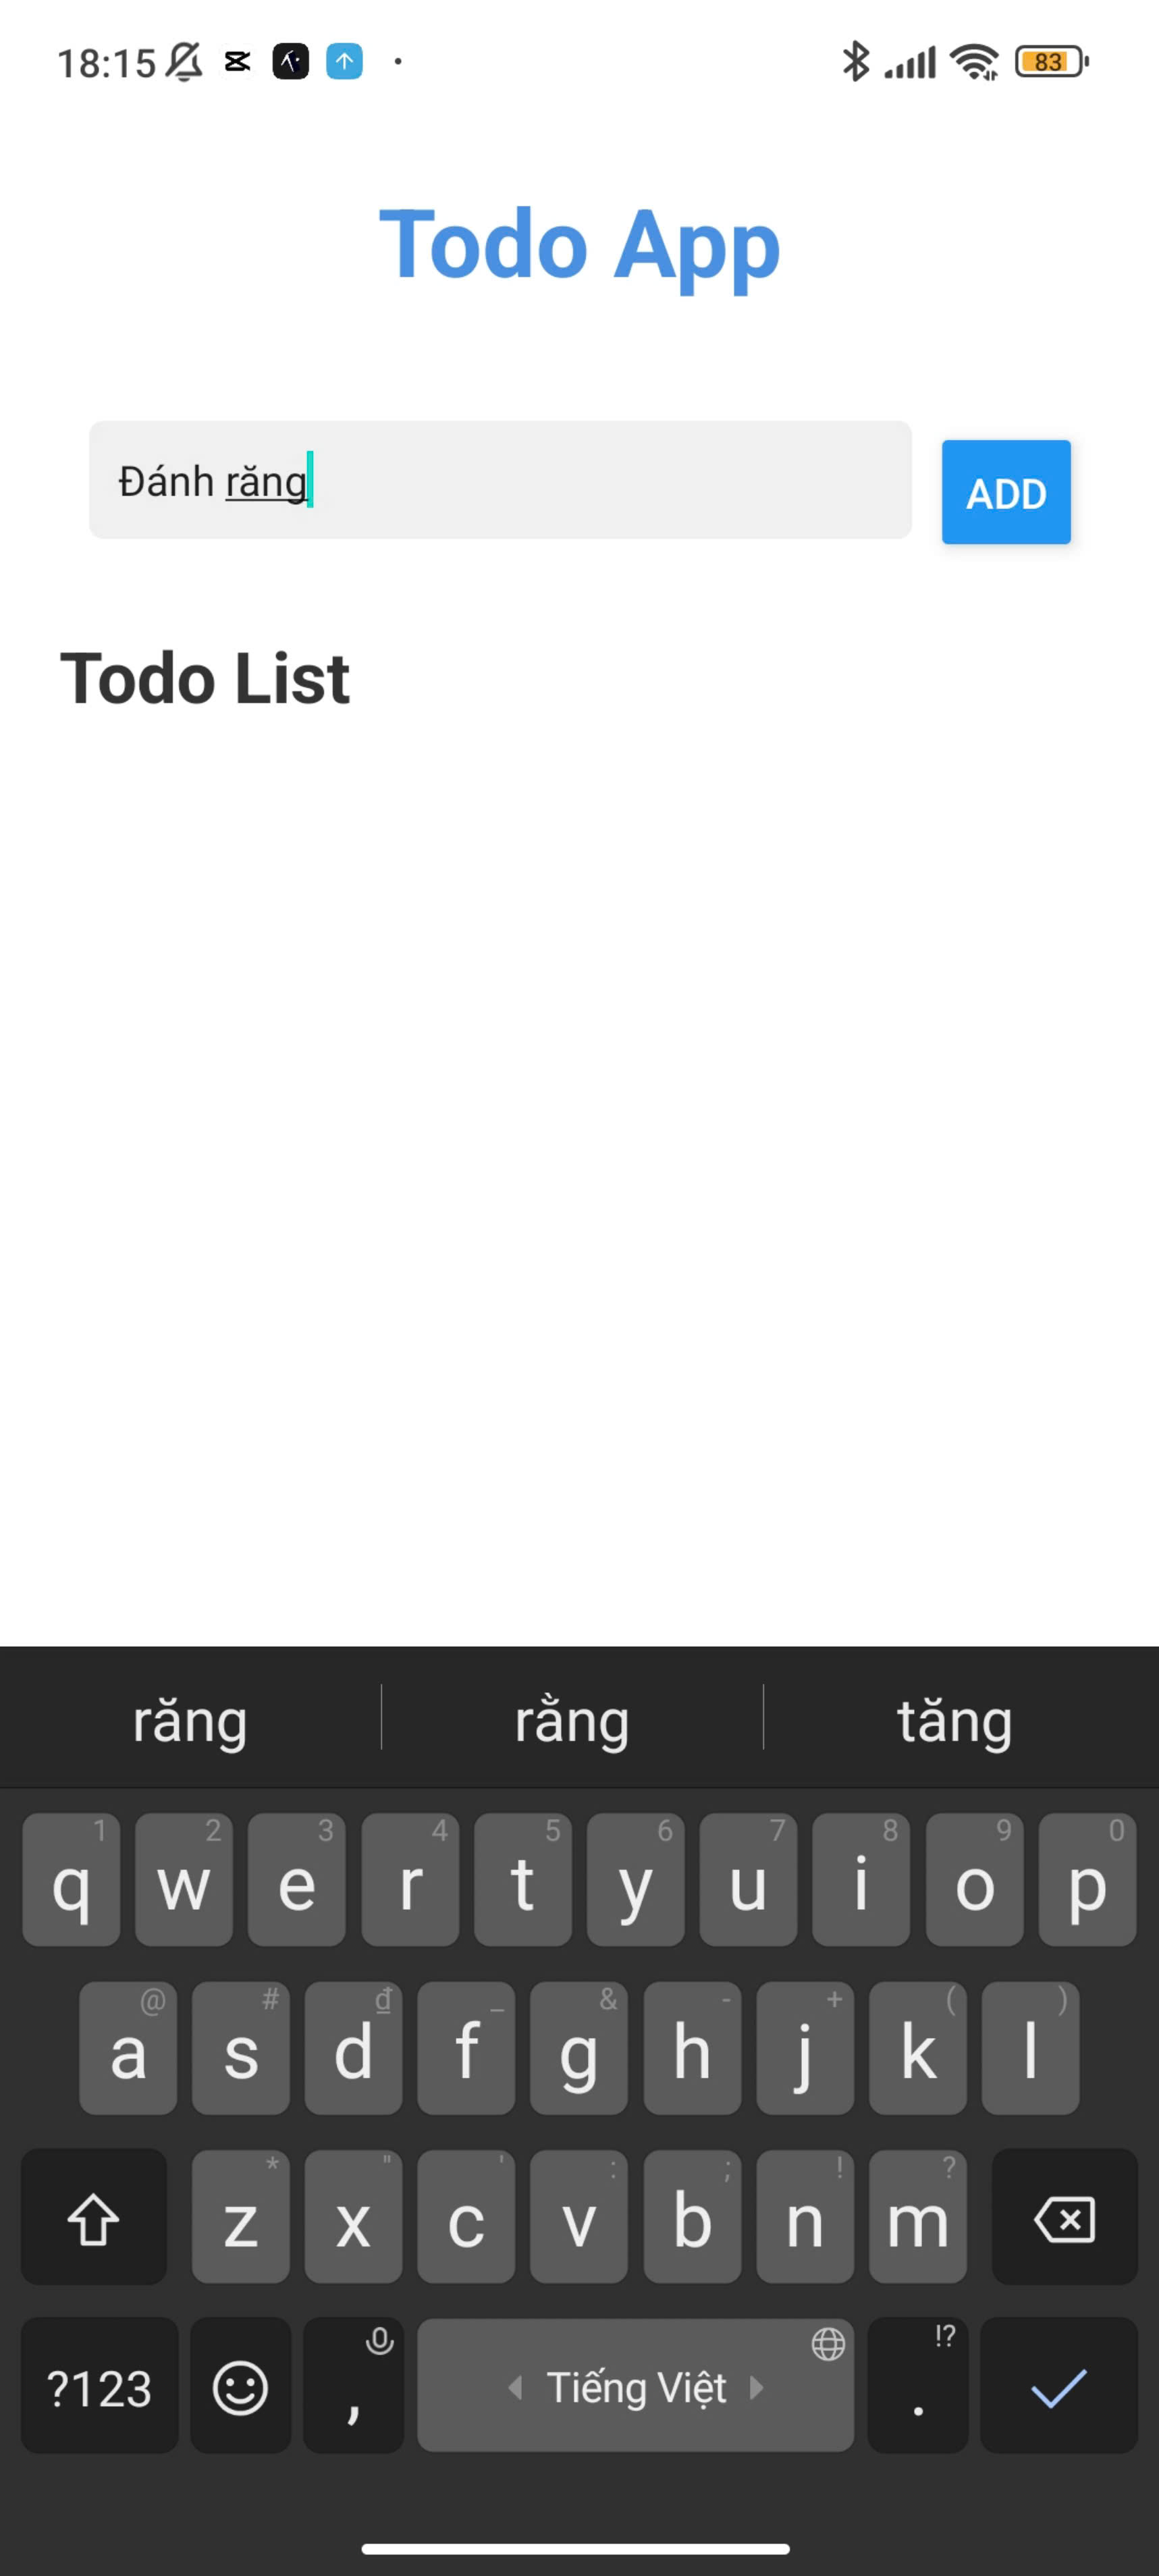 18:15 83
Todo App
Đánh răng
ADD
Todo List
răng rằng tăng
1 2 3 4 5 6 7 8 9 0
q w e r t y u i o p
@ # đ _ & - + ( )
a s d f g h j k l
* " ' : ; ! ?
z x c v b n m
!?
?123 , Tiếng Việt .